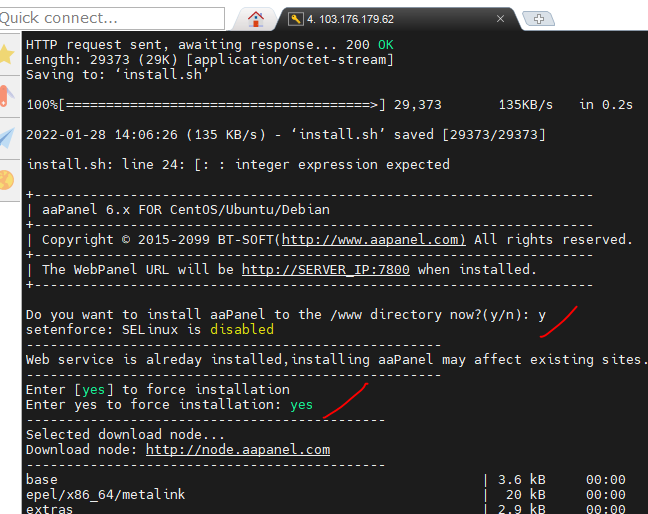 Quick connect...
4. 103.176.179.62
HTTP request sent, awaiting response... 200 OK
Length: 29373 (29K) [application/octet-stream]
Saving to: ‘install.sh’
100%[======================================>] 29,373 135KB/s in 0.2s
2022-01-28 14:06:26 (135 KB/s) - ‘install.sh’ saved [29373/29373]
install.sh: line 24: [: : integer expression expected
+----------------------------------------------------------------------
| aaPanel 6.x FOR CentOS/Ubuntu/Debian
+----------------------------------------------------------------------
| Copyright © 2015-2099 BT-SOFT(http://www.aapanel.com) All rights reserved.
+----------------------------------------------------------------------
| The WebPanel URL will be http://SERVER_IP:7800 when installed.
+----------------------------------------------------------------------
Do you want to install aaPanel to the /www directory now?(y/n): y
setenforce: SELinux is disabled
----------------------------------------------------
Web service is alreday installed,installing aaPanel may affect existing sites.
----------------------------------------------------
Enter [yes] to force installation
Enter yes to force installation: yes
---------------------------------------------
Selected download node...
Download node: http://node.aapanel.com
---------------------------------------------
base | 3.6 kB 00:00
epel/x86_64/metalink | 20 kB 00:00
extras | 2.9 kB 00:00